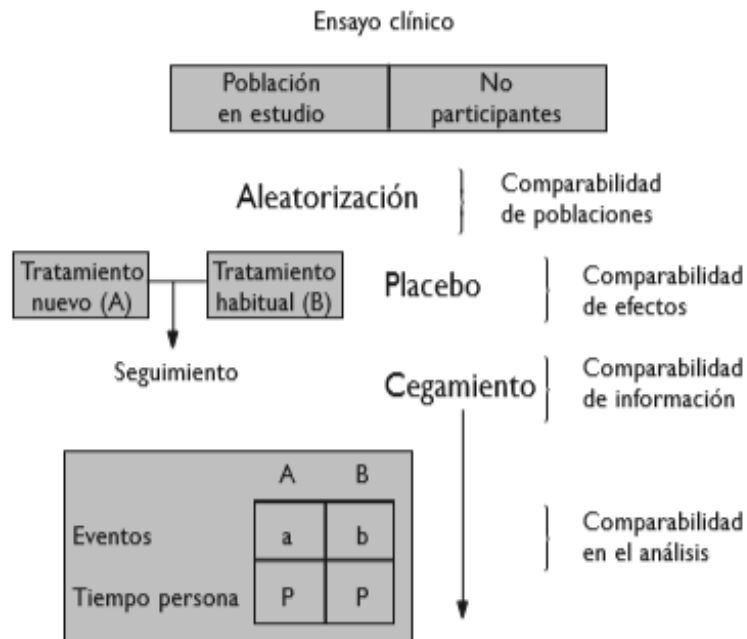 Ensayo clínico
Población
en estudio
No
participantes
Aleatorización
Comparabilidad
de poblaciones
Tratamiento
nuevo (A)
Tratamiento
habitual (B)
Placebo
Comparabilidad
de efectos
Seguimiento
Cegamiento
Comparabilidad
de información
A B
Eventos a b
Tiempo persona P P
Comparabilidad
en el análisis